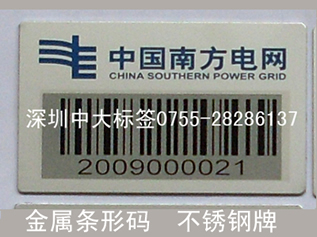 中国南方电网
CHINA SOUTHERN POWER GRID
深圳中大标签0755-28286137
2009000021
金属条形码 不锈钢牌